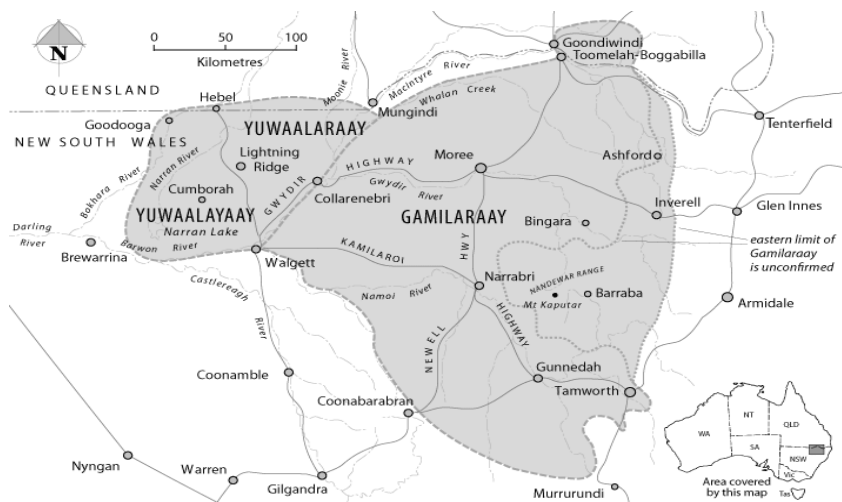 N
0 50 100
Kilometres
QUEENSLAND
NEW SOUTH WALES
Goondiwindi
Toomelah-Boggabilla
Macintyre River
Moonie River
Whalan Creek
Mungindi
Hebel
Goodooga
YUWAALARAAY
Lightning
Ridge
Narran River
Bokhara River
Cumborah
YUWAALAYAAY
Narran Lake
Darling
River
Barwon River
Brewarrina
Walgett
GWYDIR HIGHWAY
Collarenebri
Gwydir
River
Moree
GAMILARAAY
Tenterfield
Ashford
Inverell
Glen Innes
Bingara
eastern limit of
Gamilaraay
is unconfirmed
KAMILAROI HWY
Narrabri
NANDEWAR RANGE
Mt Kaputar
Barraba
Armidale
Castlereagh
River
Namoi River
NEWELL HIGHWAY
Coonamble
Gunnedah
Tamworth
Coonabarabran
Nyngan
Warren
Gilgandra
Murrurundi
WA
NT
QLD
SA
NSW
Vic
Tas
Area covered
by this map